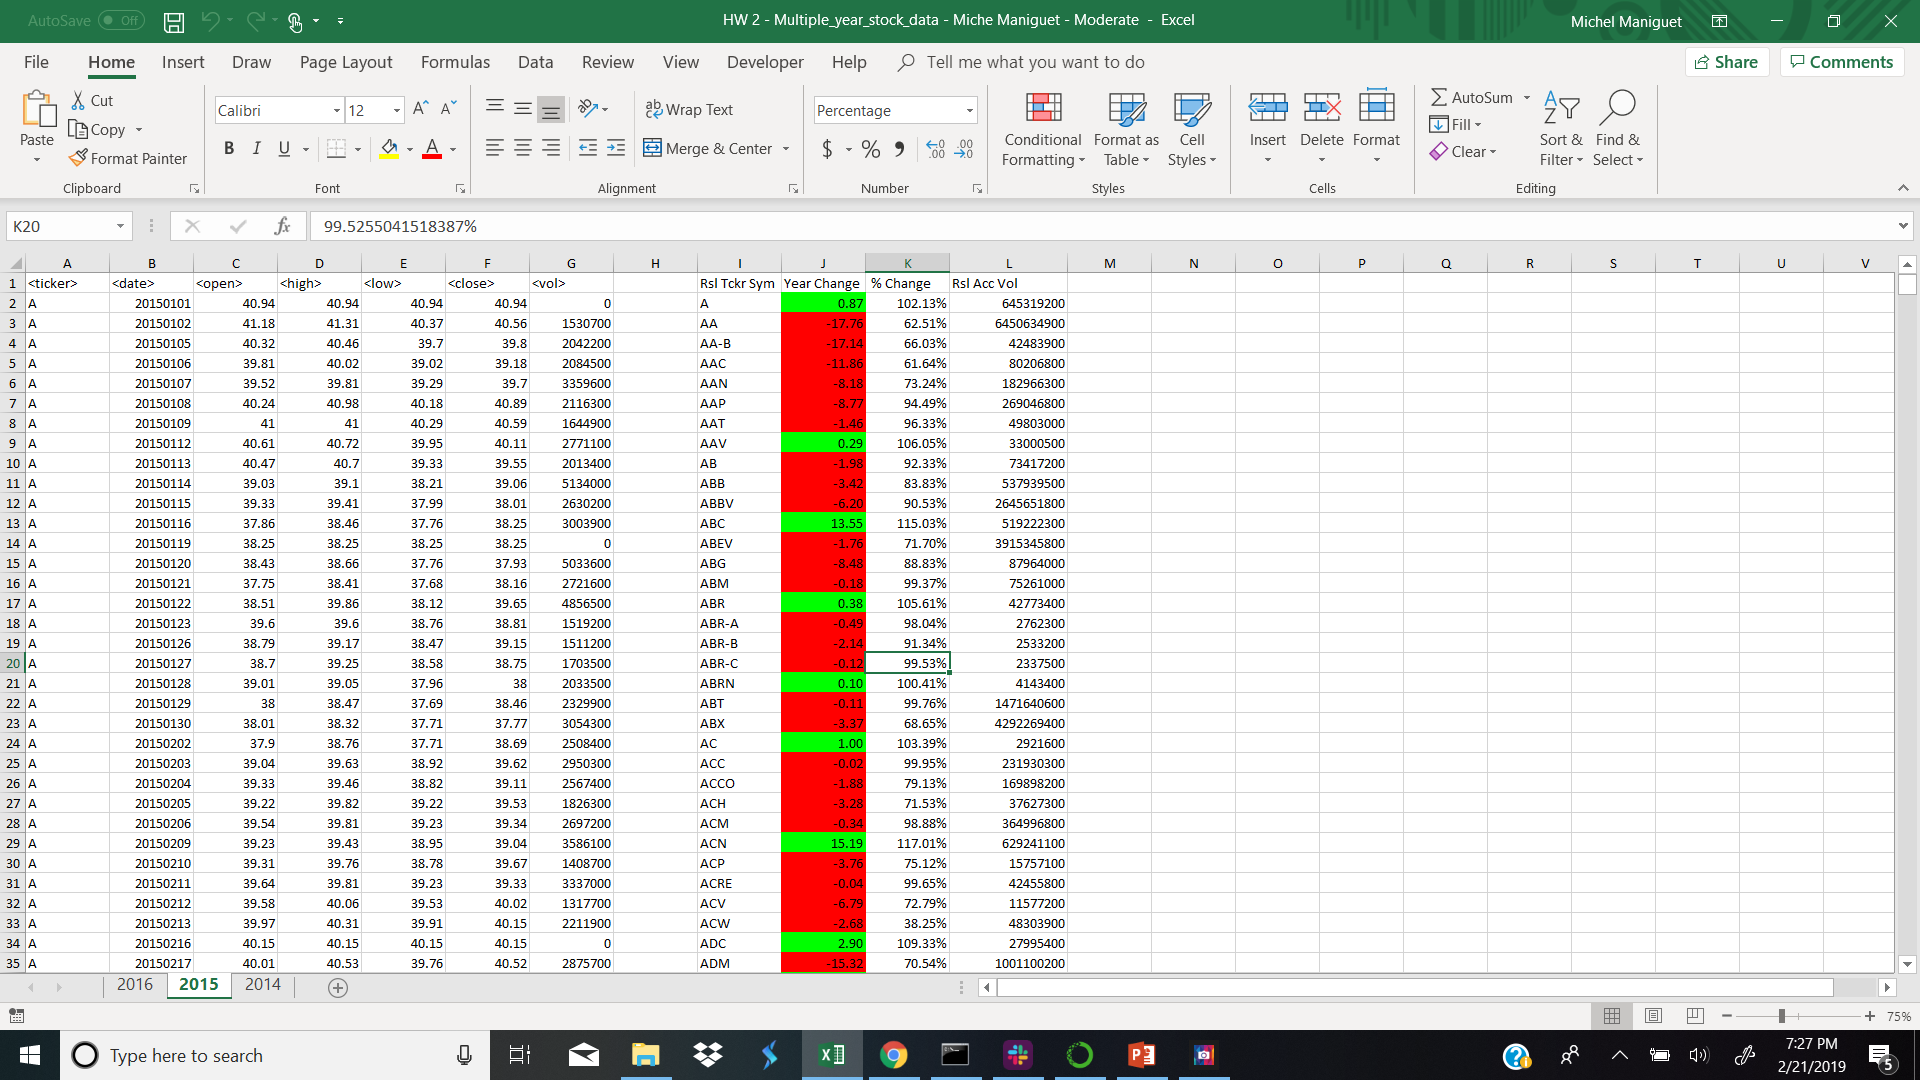 AutoSave Off HW 2 - Multiple_year_stock_data - Miche Maniguet - Moderate - Excel Michel Maniguet
File Home Insert Draw Page Layout Formulas Data Review View Developer Help Tell me what you want to do Share Comments
Paste Cut Copy Format Painter Clipboard
Calibri 12 B I U A Font
Wrap Text Merge & Center Alignment
Percentage $ % Number
Conditional Formatting Format as Table Cell Styles Styles
Insert Delete Format Cells
AutoSum Fill Clear Sort & Filter Find & Select Editing
K20 fx 99.5255041518387%
A B C D E F G H I J K L M N O P Q R S T U V
1 <ticker> <date> <open> <high> <low> <close> <vol> Rsl Tckr Sym Year Change % Change Rsl Acc Vol
2 A 20150101 40.94 40.94 40.94 40.94 0 A 0.87 102.13% 645319200
3 A 20150102 41.18 41.31 40.37 40.56 1530700 AA -17.76 62.51% 6450634900
4 A 20150105 40.32 40.46 39.7 39.8 2042200 AA-B -17.14 66.03% 42483900
5 A 20150106 39.81 40.02 39.02 39.18 2084500 AAC -11.86 61.64% 80206800
6 A 20150107 39.52 39.81 39.29 39.7 3359600 AAN -8.18 73.24% 182966300
7 A 20150108 40.24 40.98 40.18 40.89 2116300 AAP -8.77 94.49% 269046800
8 A 20150109 41 41 40.29 40.59 1644900 AAT -1.46 96.33% 49803000
9 A 20150112 40.61 40.72 39.95 40.11 2771100 AAV 0.29 106.05% 33000500
10 A 20150113 40.47 40.7 39.33 39.55 2013400 AB -1.98 92.33% 73417200
11 A 20150114 39.03 39.1 38.21 39.06 5134000 ABB -3.42 83.83% 537939500
12 A 20150115 39.33 39.41 37.99 38.01 2630200 ABBV -6.20 90.53% 2645651800
13 A 20150116 37.86 38.46 37.76 38.25 3003900 ABC 13.55 115.03% 519222300
14 A 20150119 38.25 38.25 38.25 38.25 0 ABEV -1.76 71.70% 3915345800
15 A 20150120 38.43 38.66 37.76 37.93 5033600 ABG -8.48 88.83% 87964000
16 A 20150121 37.75 38.41 37.68 38.16 2721600 ABM -0.18 99.37% 75261000
17 A 20150122 38.51 39.86 38.12 39.65 4856500 ABR 0.38 105.61% 42773400
18 A 20150123 39.6 39.6 38.76 38.81 1519200 ABR-A -0.49 98.04% 2762300
19 A 20150126 38.79 39.17 38.47 39.15 1511200 ABR-B -2.14 91.34% 2533200
20 A 20150127 38.7 39.25 38.58 38.75 1703500 ABR-C -0.12 99.53% 2337500
21 A 20150128 39.01 39.05 37.96 38 2033500 ABRN 0.10 100.41% 4143400
22 A 20150129 38 38.47 37.69 38.46 2329900 ABT -0.11 99.76% 1471640600
23 A 20150130 38.01 38.32 37.71 37.77 3054300 ABX -3.37 68.65% 4292269400
24 A 20150202 37.9 38.76 37.71 38.69 2508400 AC 1.00 103.39% 2921600
25 A 20150203 39.04 39.63 38.92 39.62 2950300 ACC -0.02 99.95% 231930300
26 A 20150204 39.33 39.46 38.82 39.11 2567400 ACCO -1.88 79.13% 169898200
27 A 20150205 39.22 39.82 39.22 39.53 1826300 ACH -3.28 71.53% 37627300
28 A 20150206 39.54 39.81 39.23 39.34 2697200 ACM -0.34 98.88% 364996800
29 A 20150209 39.23 39.43 38.95 39.04 3586100 ACN 15.19 117.01% 629241100
30 A 20150210 39.31 39.76 38.78 39.67 1408700 ACP -3.76 75.12% 15757100
31 A 20150211 39.64 39.81 39.23 39.33 3337000 ACRE -0.04 99.65% 42455800
32 A 20150212 39.58 40.06 39.53 40.02 1317700 ACV -6.79 72.79% 11577200
33 A 20150213 39.97 40.31 39.91 40.15 2211900 ACW -2.68 38.25% 48303900
34 A 20150216 40.15 40.15 40.15 40.15 0 ADC 2.90 109.33% 27995400
35 A 20150217 40.01 40.53 39.76 40.52 2875700 ADM -15.32 70.54% 1001100200
2016 2015 2014
75%
Type here to search 7:27 PM
2/21/2019 5